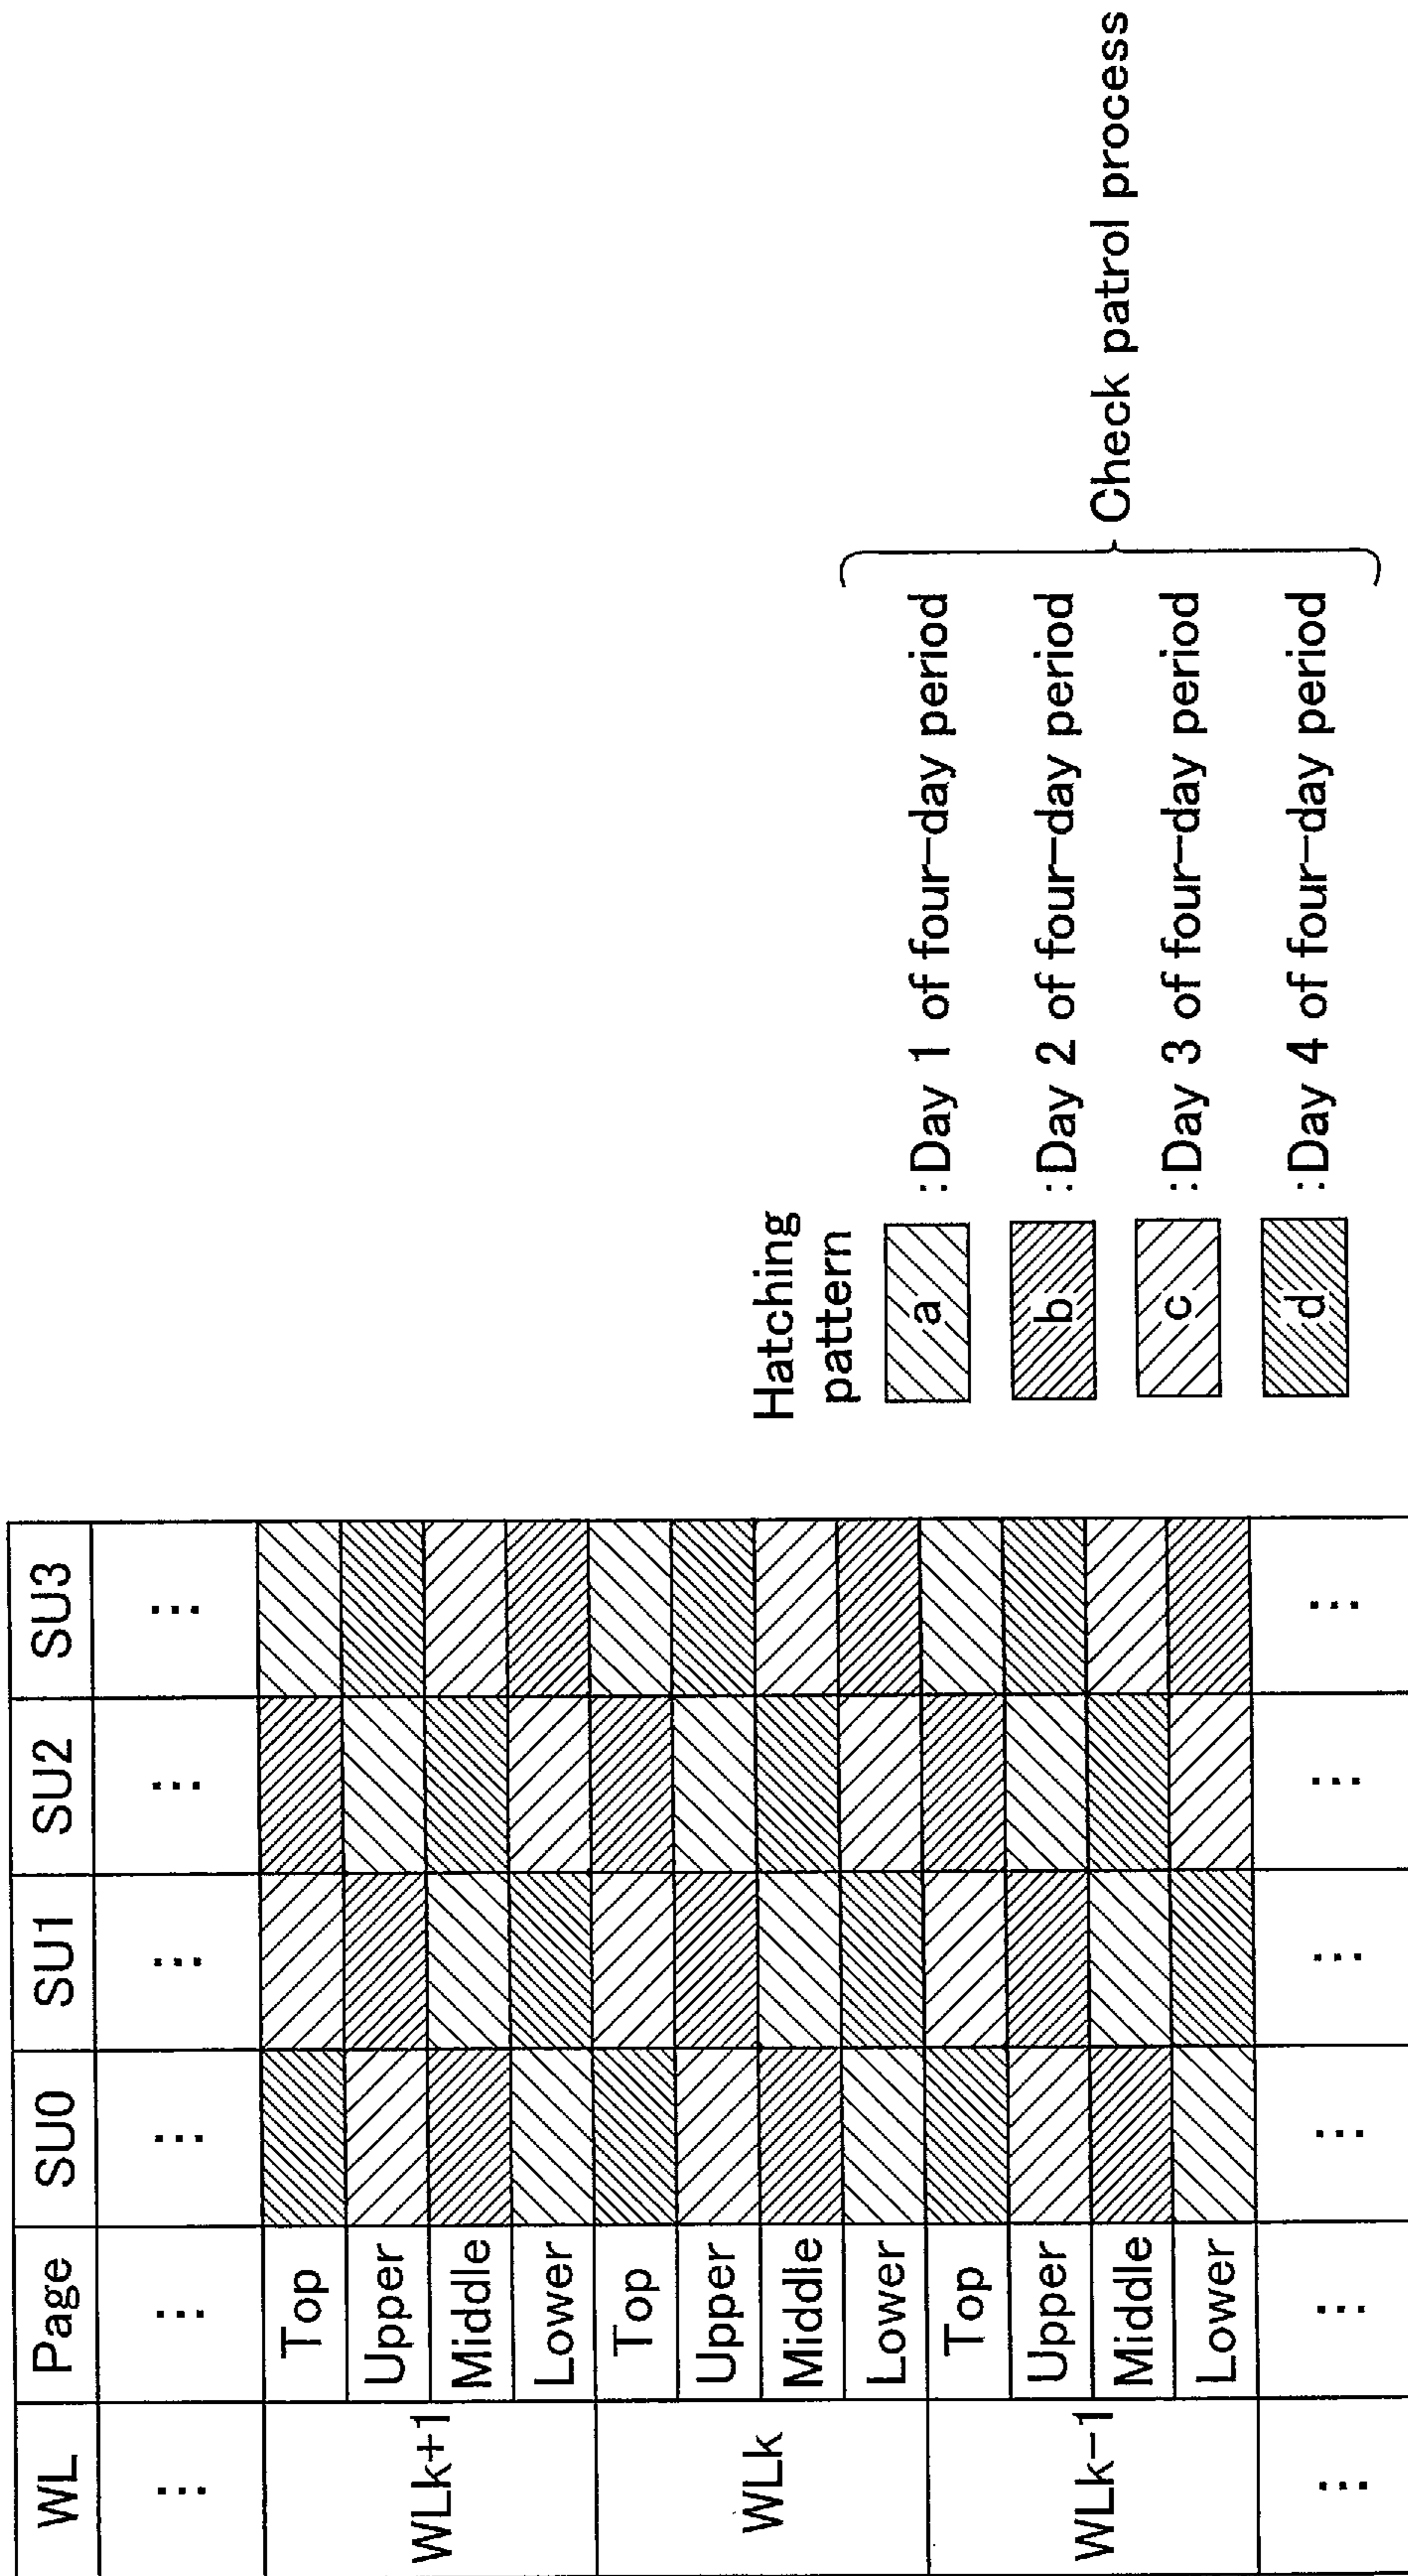 WL Page SU0 SU1 SU2 SU3
... ... ... ... ... ...
WLk+1
Top
Upper
Middle
Lower
WLk
Top
Upper
Middle
Lower
WLk-1
Top
Upper
Middle
Lower
... ... ... ... ... ...
Hatching
pattern
a :Day 1 of four-day period
b :Day 2 of four-day period
c :Day 3 of four-day period
d :Day 4 of four-day period
Check patrol process